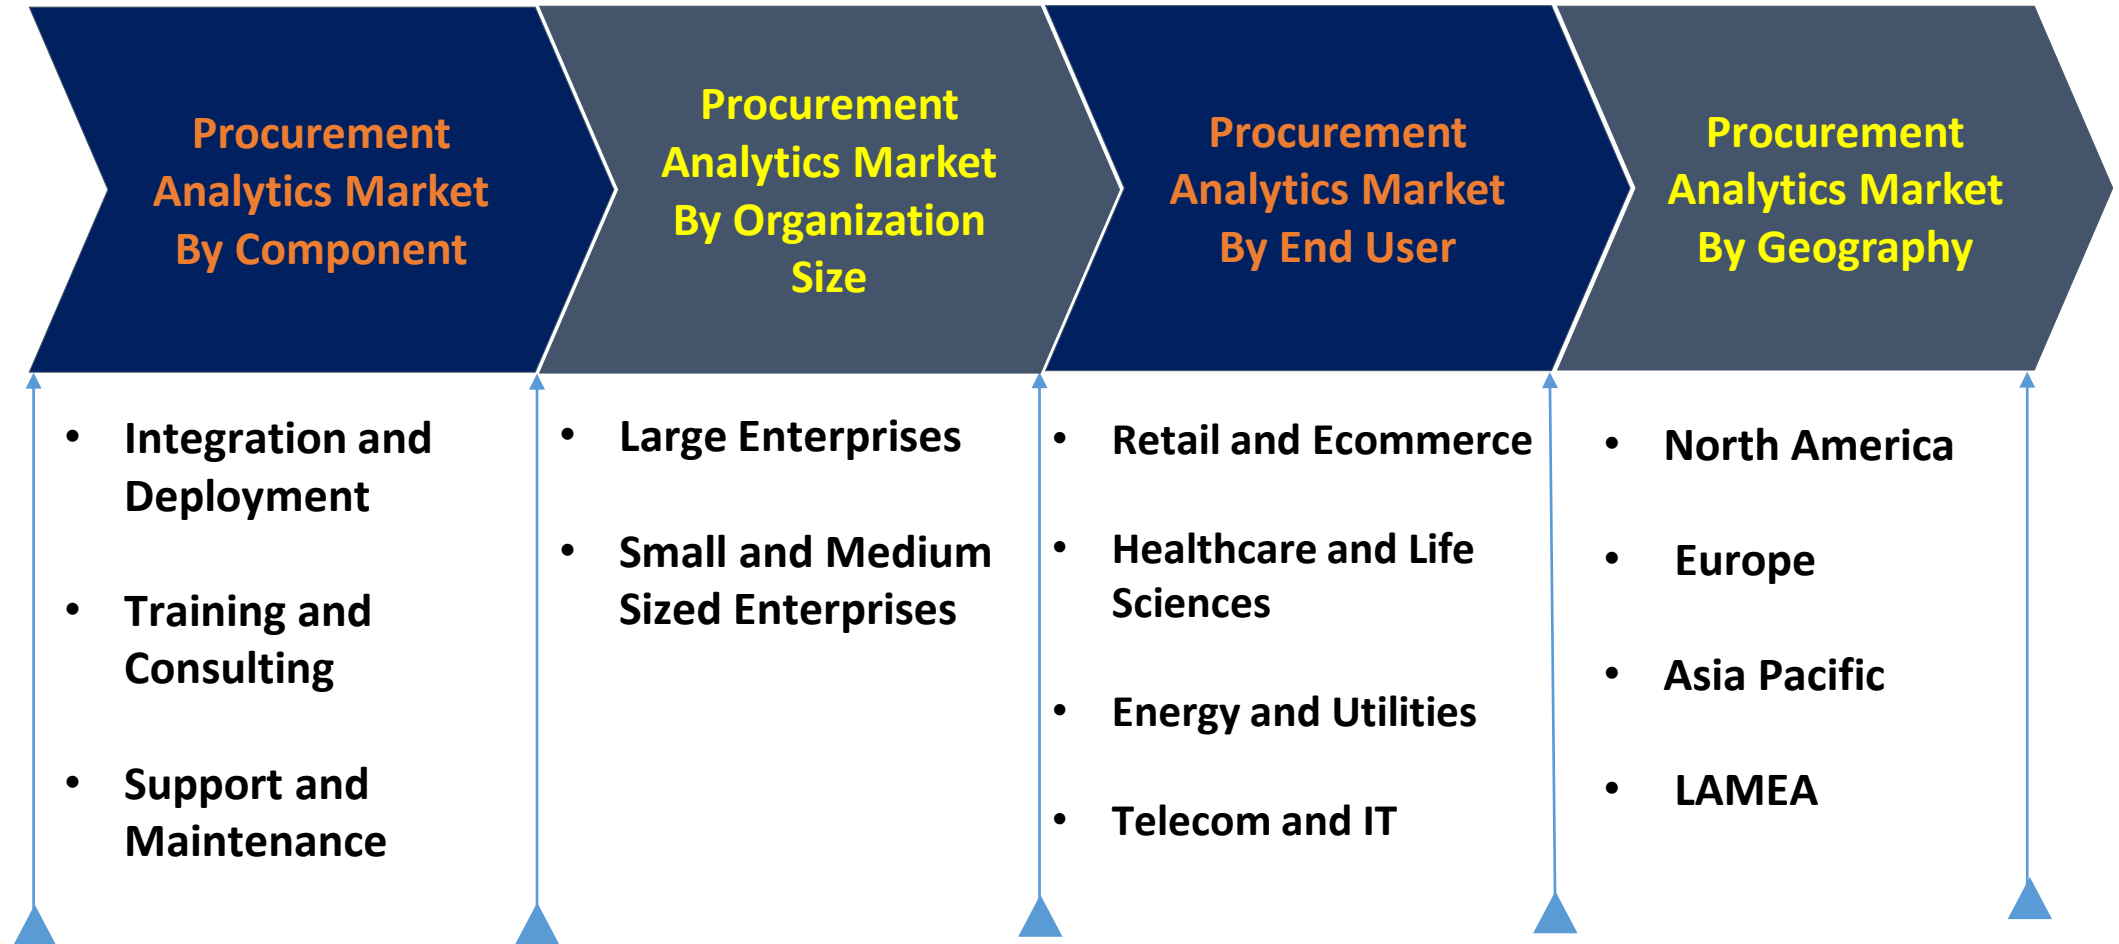 Procurement
Analytics Market
By Component
Procurement
Analytics Market
By Organization
Size
Procurement
Analytics Market
By End User
Procurement
Analytics Market
By Geography
• Integration and
Deployment
• Training and
Consulting
• Support and
Maintenance
• Large Enterprises
• Small and Medium
Sized Enterprises
• Retail and Ecommerce
• Healthcare and Life
Sciences
• Energy and Utilities
• Telecom and IT
• North America
• Europe
• Asia Pacific
• LAMEA